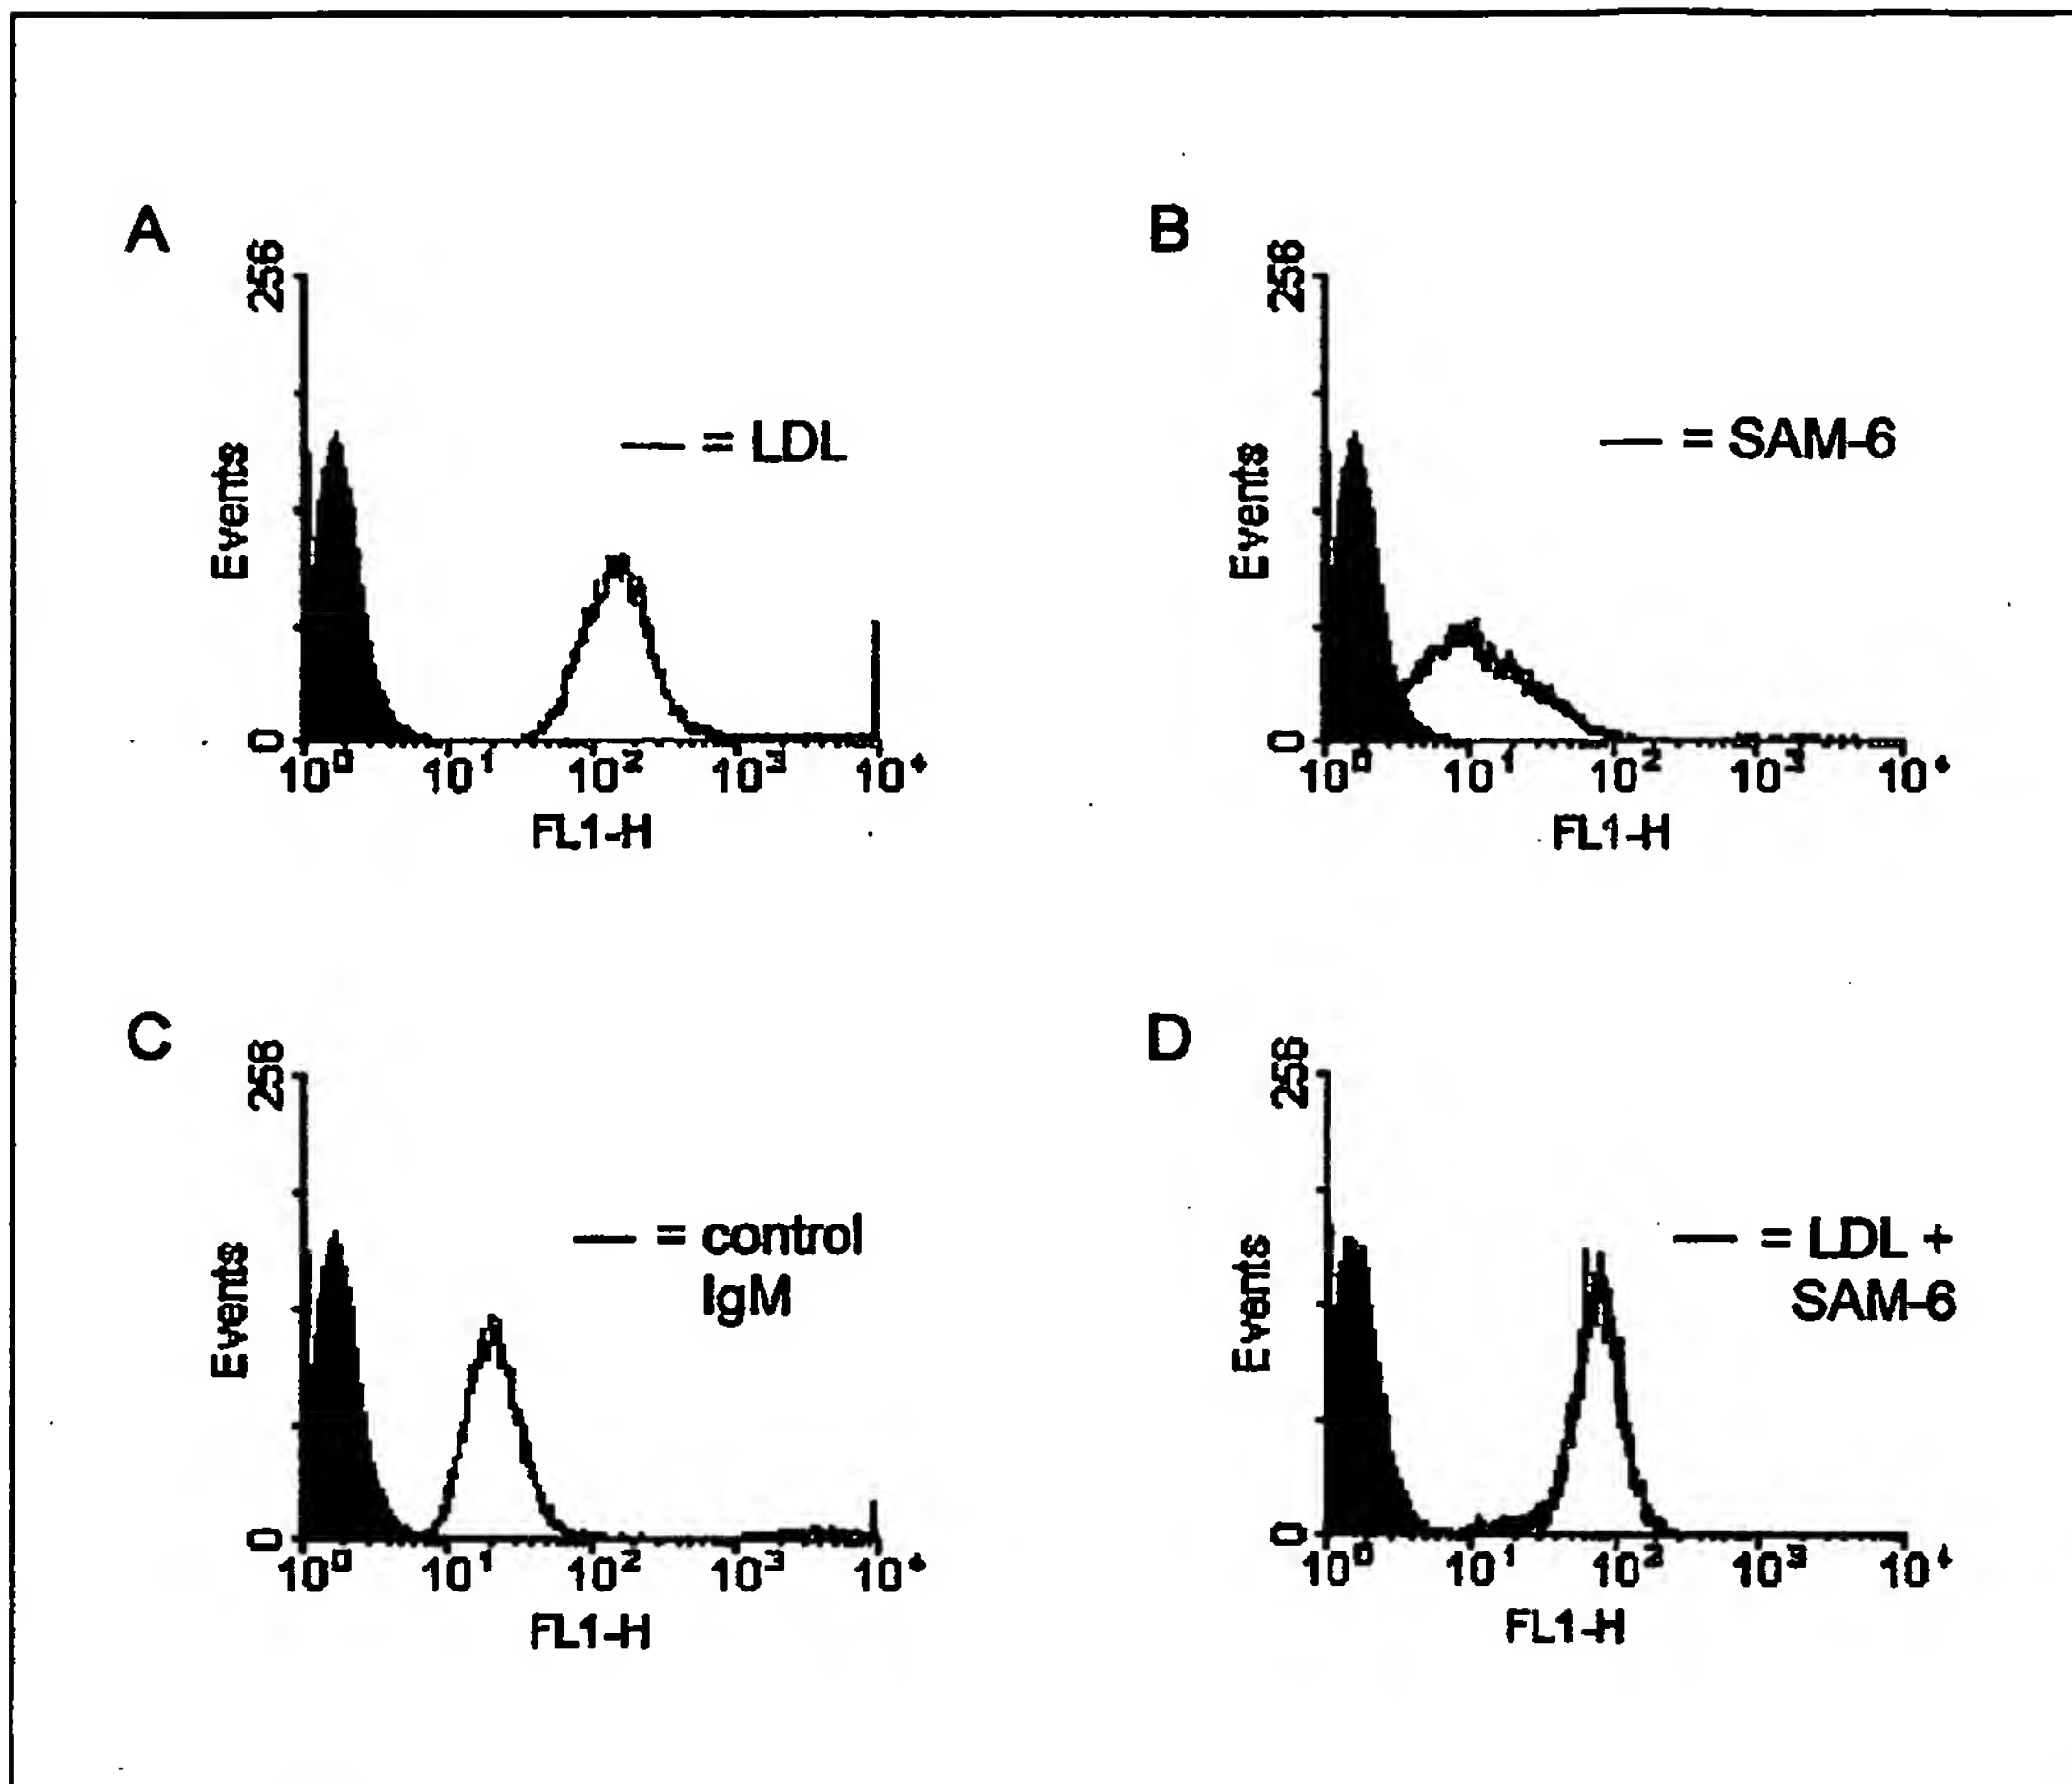 A
256
Events
— = LDL
0
10⁰ 10¹ 10² 10³ 10⁴
FL1-H
B
256
Events
— = SAM-6
0
10⁰ 10¹ 10² 10³ 10⁴
FL1-H
C
256
Events
— = control
IgM
0
10⁰ 10¹ 10² 10³ 10⁴
FL1-H
D
256
Events
— = LDL +
SAM-6
0
10⁰ 10¹ 10² 10³ 10⁴
FL1-H